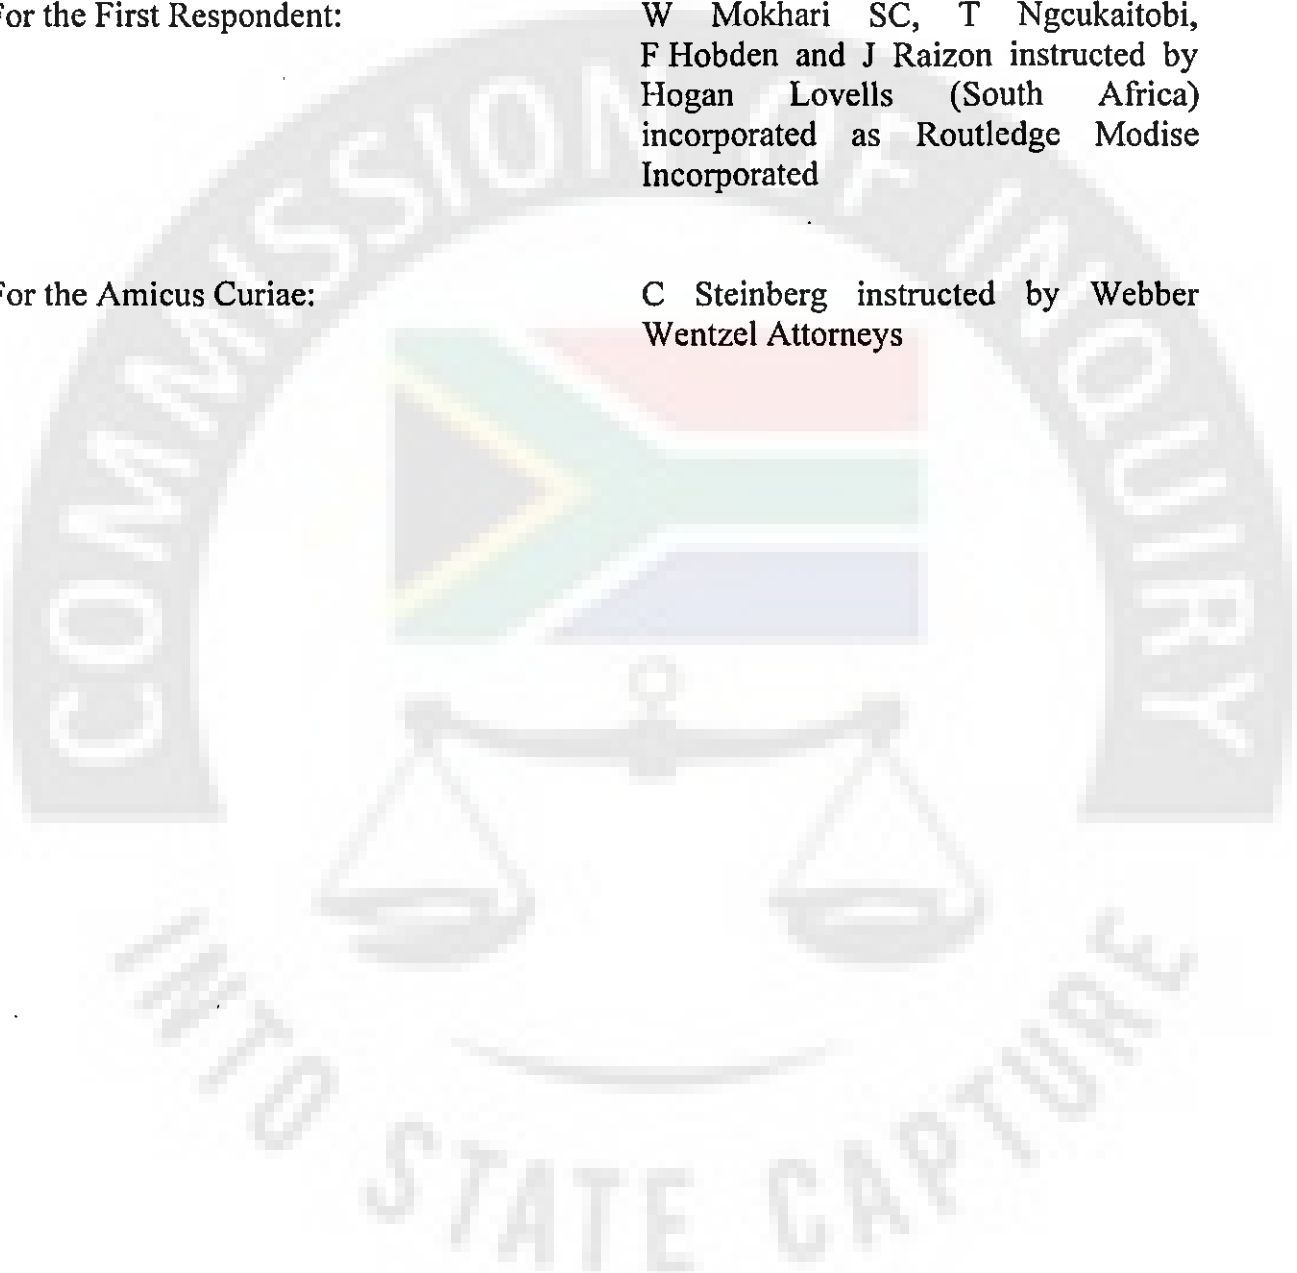 For the First Respondent:
W Mokhari SC, T Ngcukaitobi,
F Hobden and J Raizon instructed by
Hogan Lovells (South Africa)
incorporated as Routledge Modise
Incorporated
For the Amicus Curiae:
C Steinberg instructed by Webber
Wentzel Attorneys
COMMISSION OF INQUIRY
INTO STATE CAPTURE